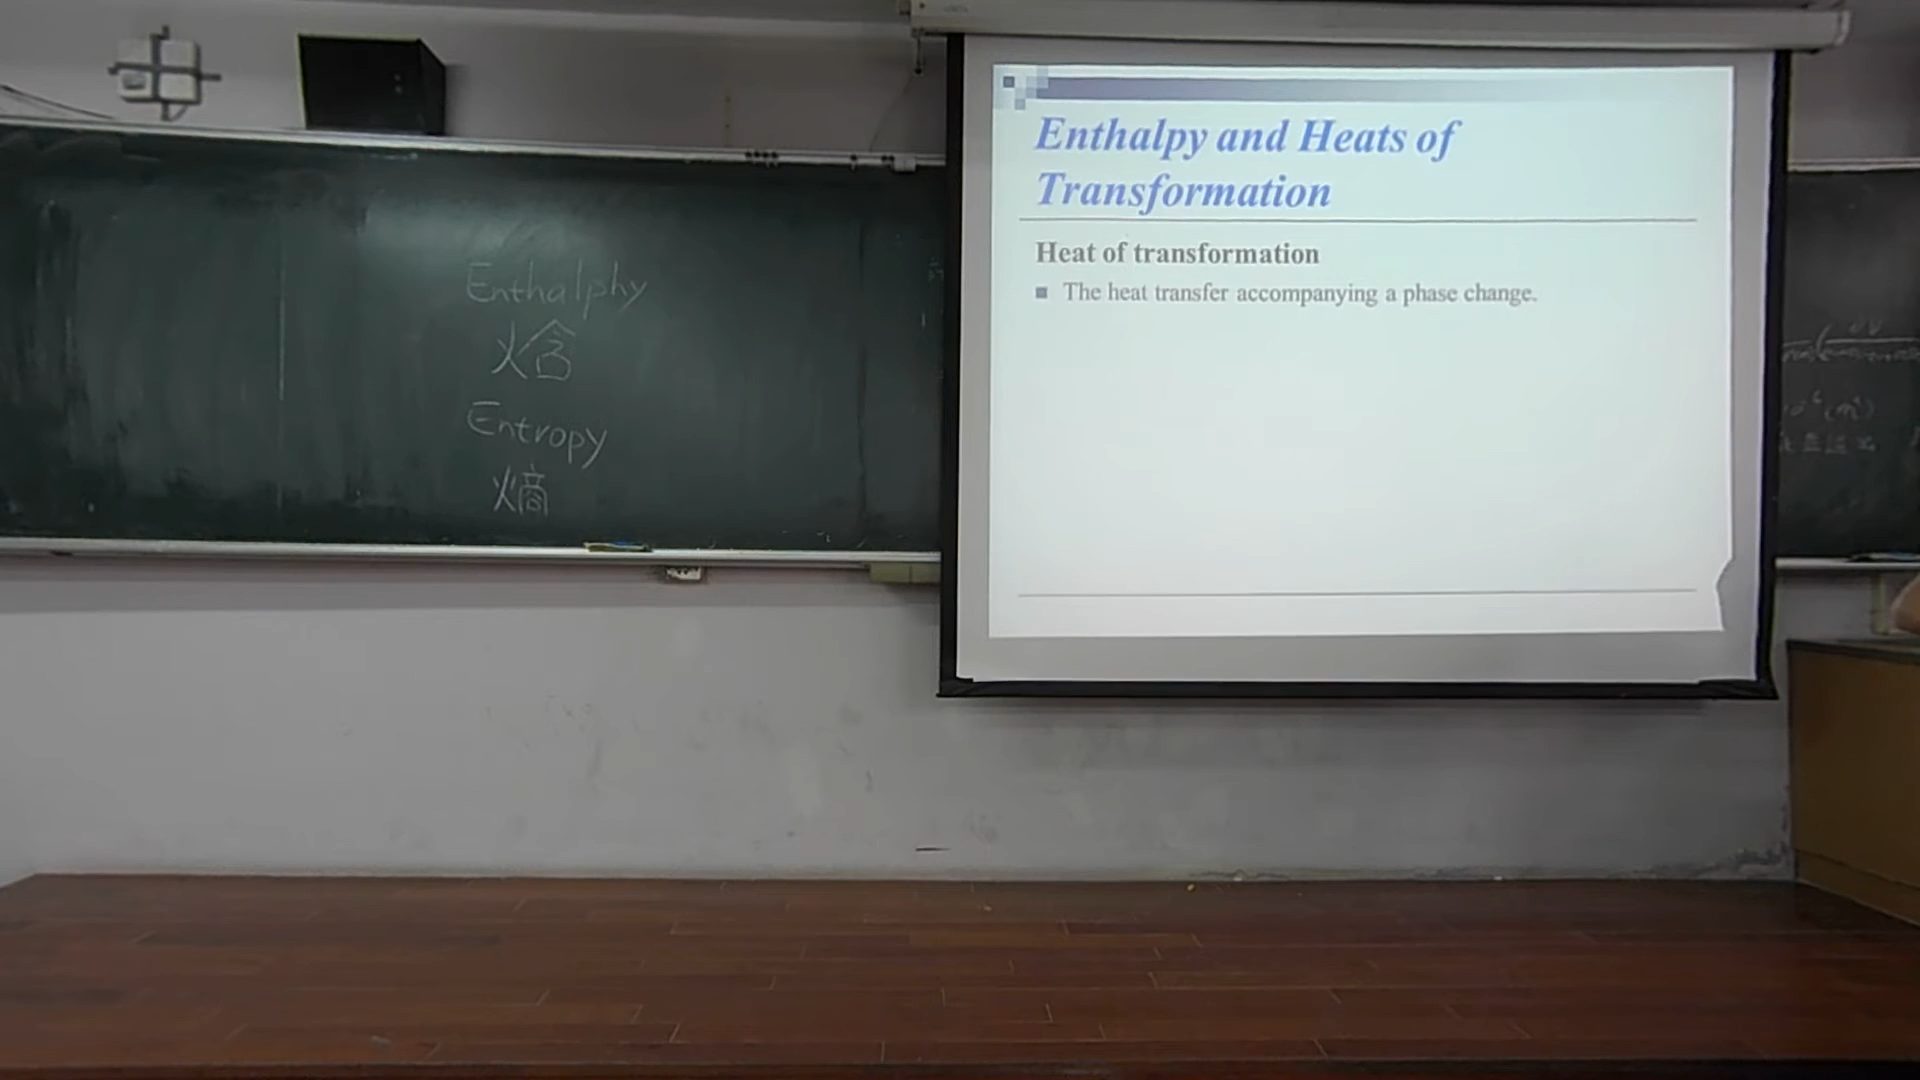 Enthalphy
焓
Entropy
熵
Enthalpy and Heats of
Transformation
Heat of transformation
The heat transfer accompanying a phase change.